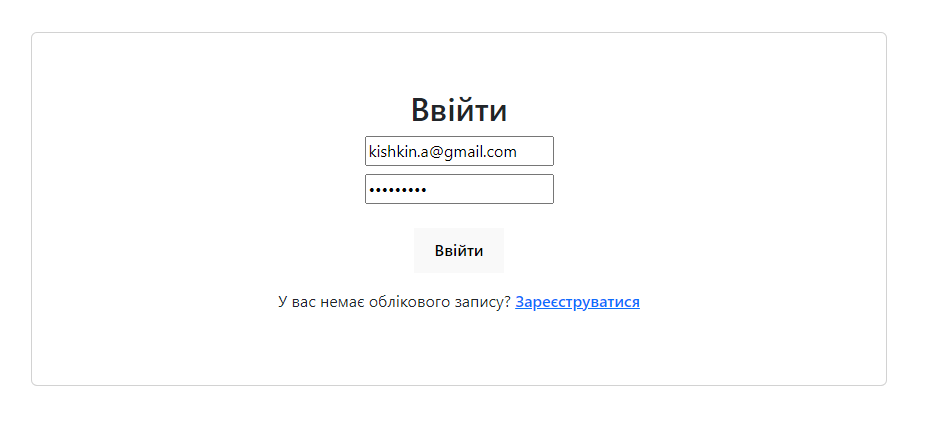 Ввійти
kishkin.a@gmail.com
•••••••••
Ввійти
У вас немає облікового запису? Зареєструватися